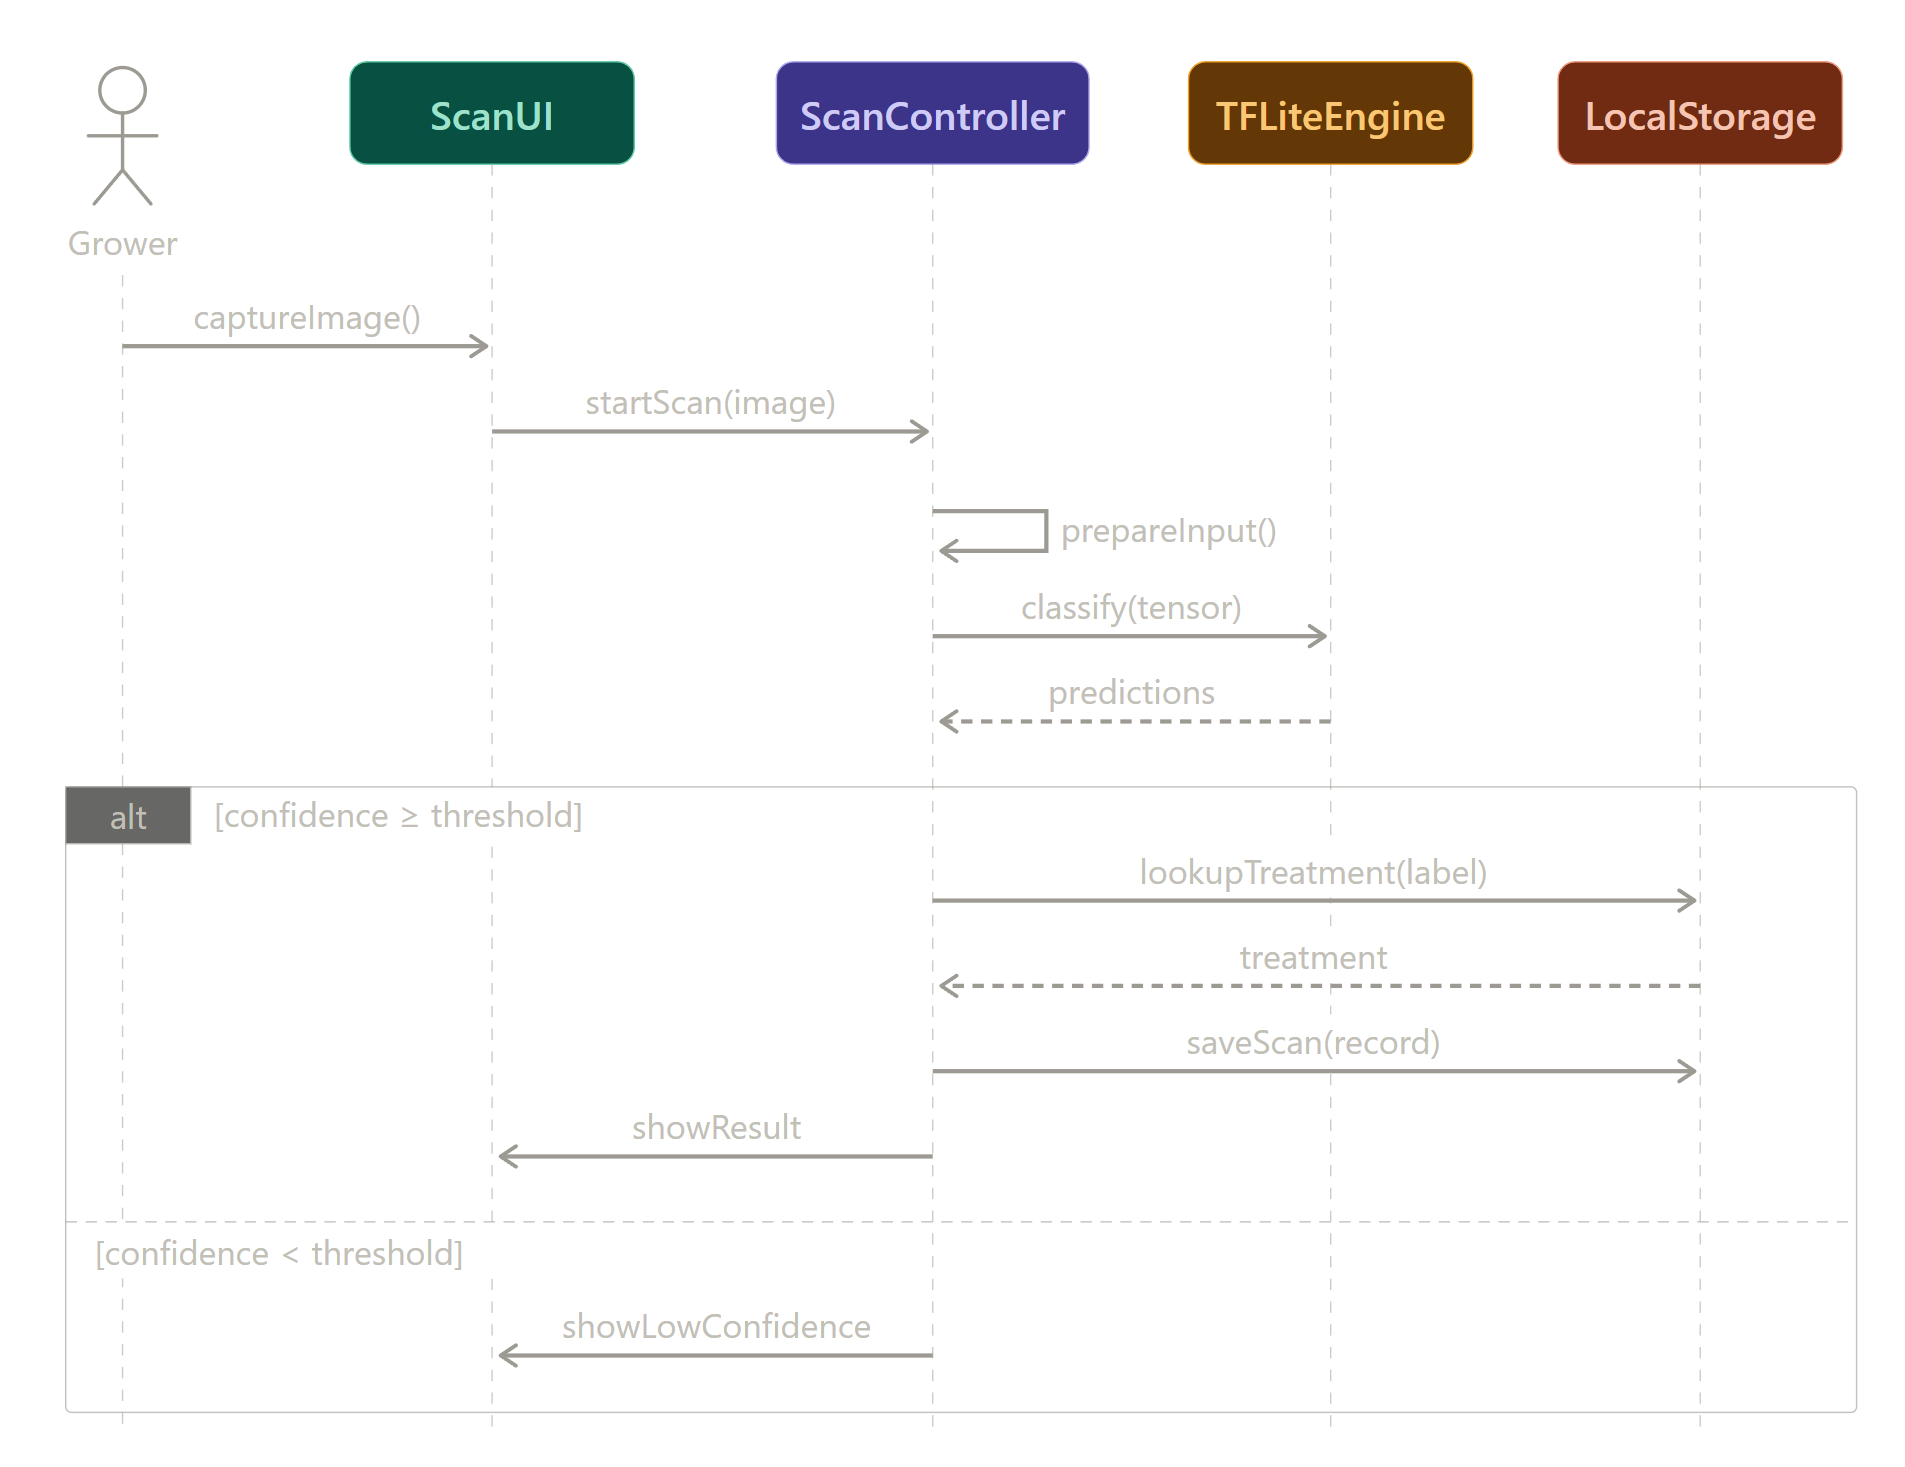 ScanUI
ScanController
TFLiteEngine
LocalStorage
Grower
captureImage()
startScan(image)
prepareInput()
classify(tensor)
predictions
alt
[confidence ≥ threshold]
lookupTreatment(label)
treatment
saveScan(record)
showResult
[confidence < threshold]
showLowConfidence